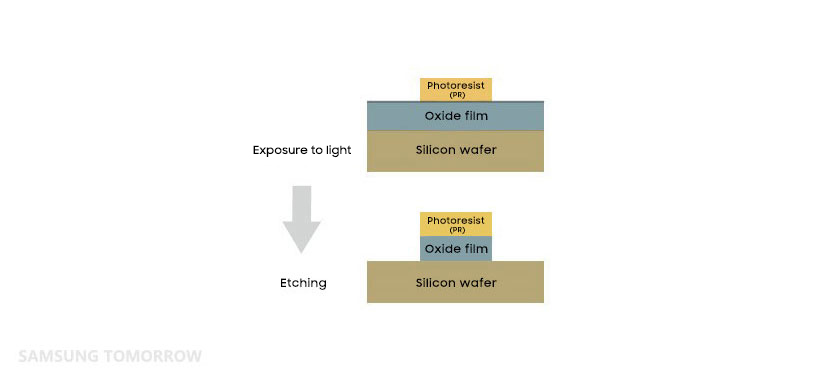 Photoresist
(PR)
Oxide film
Exposure to light
Silicon wafer
Photoresist
(PR)
Oxide film
Etching
Silicon wafer
SAMSUNG TOMORROW